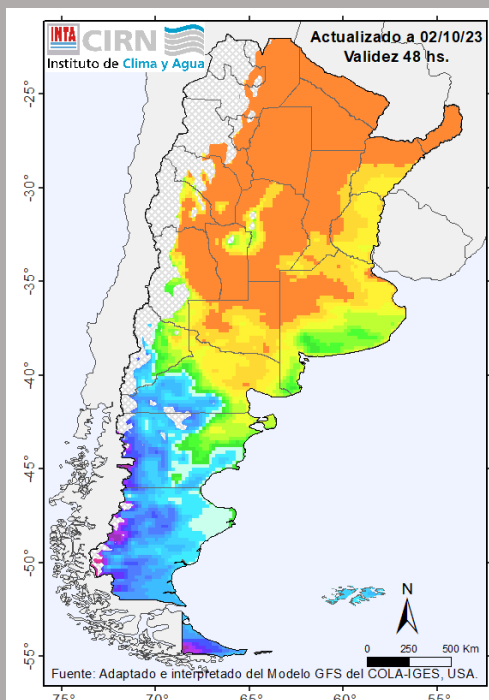 INTA CIRN
Instituto de Clima y Agua
Actualizado a 02/10/23
Validez 48 hs.
-25°
-30°
-35°
-40°
-45°
-50°
-55°
N
0 250 500 Km
Fuente: Adaptado e interpretado del Modelo GFS del COLA-IGES, USA.
-75° -70° -65° -60° -55°